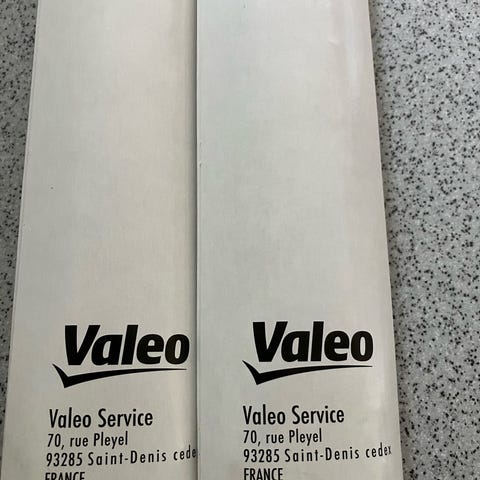 Valeo
Valeo Service
70, rue Pleyel
93285 Saint-Denis cede
FRANCE
Valeo
Valeo Service
70, rue Pleyel
93285 Saint-Denis cedex
FRANCE